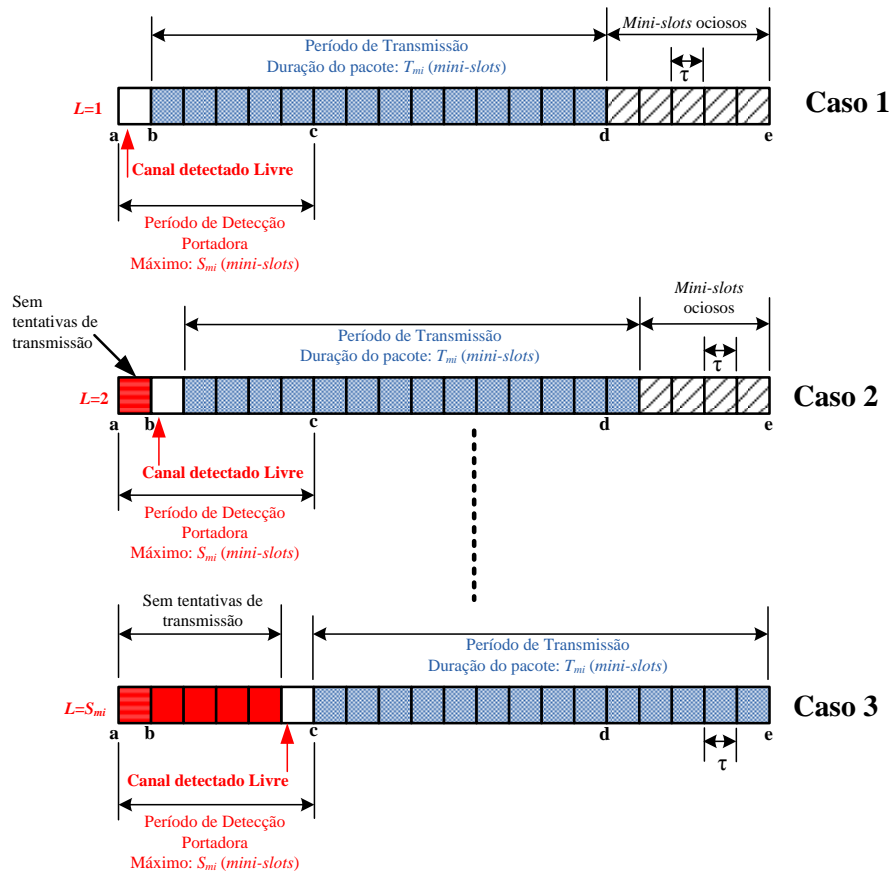 Mini-slots ociosos
Período de Transmissão
Duração do pacote: Tmi (mini-slots)
τ
L=1
Caso 1
a b c d e
Canal detectado Livre
Período de Detecção
Portadora
Máximo: Smi (mini-slots)
Sem
tentativas de
transmissão
Mini-slots
ociosos
Período de Transmissão
Duração do pacote: Tmi (mini-slots)
τ
L=2
Caso 2
a b c d e
Canal detectado Livre
Período de Detecção
Portadora
Máximo: Smi (mini-slots)
Sem tentativas de
transmissão
Período de Transmissão
Duração do pacote: Tmi (mini-slots)
L=Smi
Caso 3
a b c d e
τ
Canal detectado Livre
Período de Detecção
Portadora
Máximo: Smi (mini-slots)